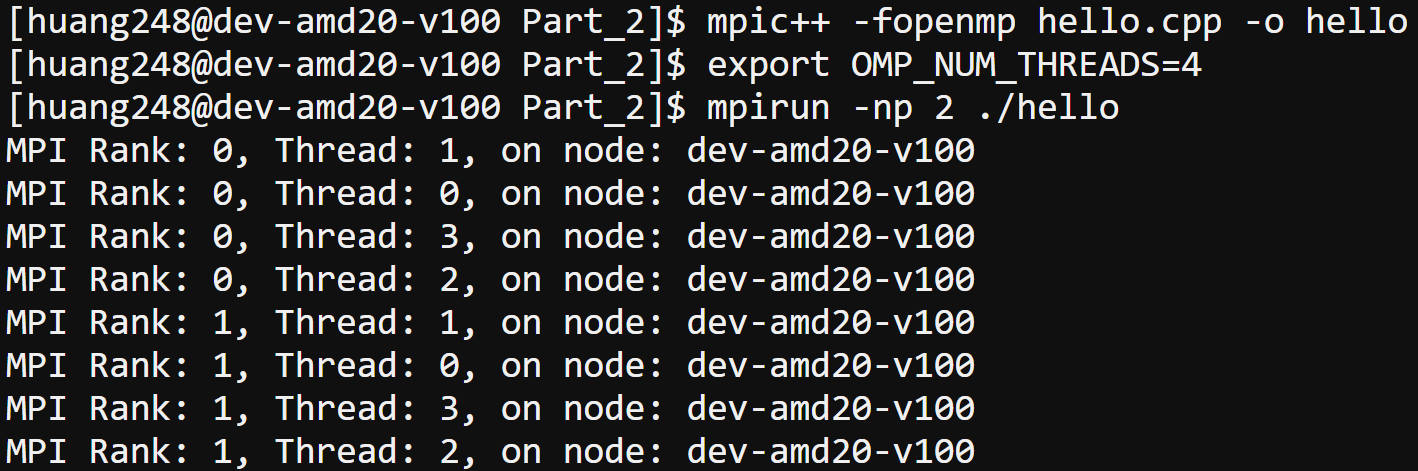 [huang248@dev-amd20-v100 Part_2]$ mpic++ -fopenmp hello.cpp -o hello
[huang248@dev-amd20-v100 Part_2]$ export OMP_NUM_THREADS=4
[huang248@dev-amd20-v100 Part_2]$ mpirun -np 2 ./hello
MPI Rank: 0, Thread: 1, on node: dev-amd20-v100
MPI Rank: 0, Thread: 0, on node: dev-amd20-v100
MPI Rank: 0, Thread: 3, on node: dev-amd20-v100
MPI Rank: 0, Thread: 2, on node: dev-amd20-v100
MPI Rank: 1, Thread: 1, on node: dev-amd20-v100
MPI Rank: 1, Thread: 0, on node: dev-amd20-v100
MPI Rank: 1, Thread: 3, on node: dev-amd20-v100
MPI Rank: 1, Thread: 2, on node: dev-amd20-v100